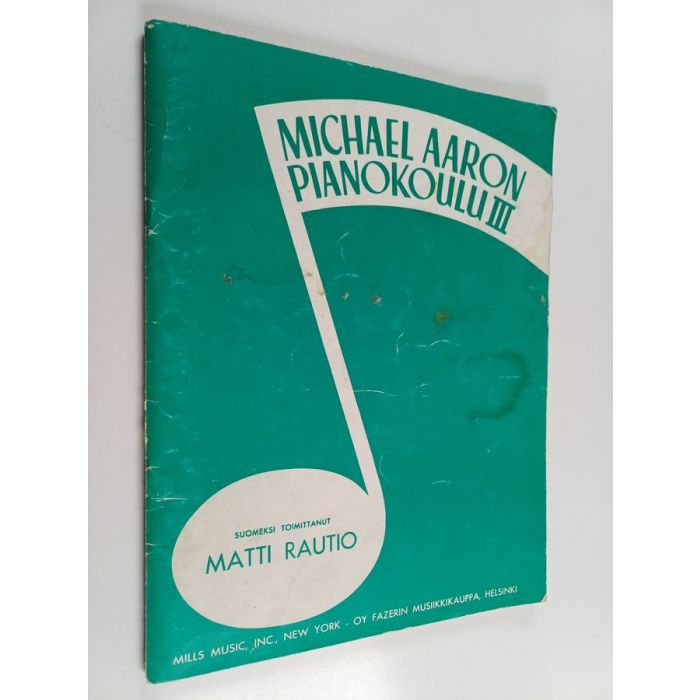 MICHAEL AARON
PIANOKOULU III
SUOMEKSI TOIMITTANUT
MATTI RAUTIO
MILLS MUSIC, INC., NEW YORK - OY FAZERIN MUSIIKKIKAUPPA, HELSINKI